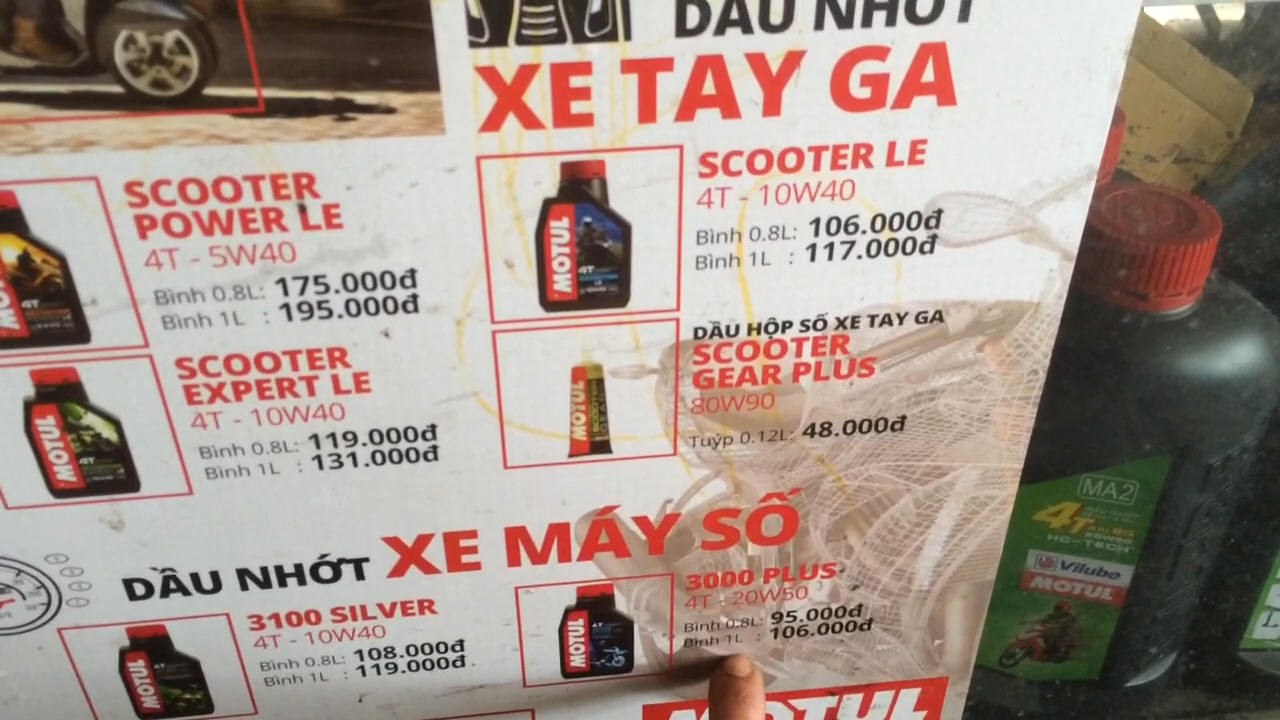 DẦU NHỚT
XE TAY GA
SCOOTER
POWER LE
4T - 5W40
Bình 0.8L: 175.000đ
Bình 1L : 195.000đ
SCOOTER LE
4T - 10W40
Bình 0.8L: 106.000đ
Bình 1L : 117.000đ
MOTUL
4T
SCOOTER
EXPERT LE
4T - 10W40
Bình 0.8L: 119.000đ
Bình 1L : 131.000đ
MOTUL
4T
DẦU HỘP SỐ XE TAY GA
SCOOTER
GEAR PLUS
80W90
Tuýp 0.12L: 48.000đ
MOTUL
DẦU NHỚT XE MÁY SỐ
3100 SILVER
4T - 10W40
Bình 0.8L: 108.000đ
Bình 1L : 119.000đ
MOTUL
3000 PLUS
4T - 20W50
Bình 0.8L: 95.000đ
Bình 1L : 106.000đ
MOTUL
MOTUL
MA2
4T
HC-TECH
Vilube
MOTUL